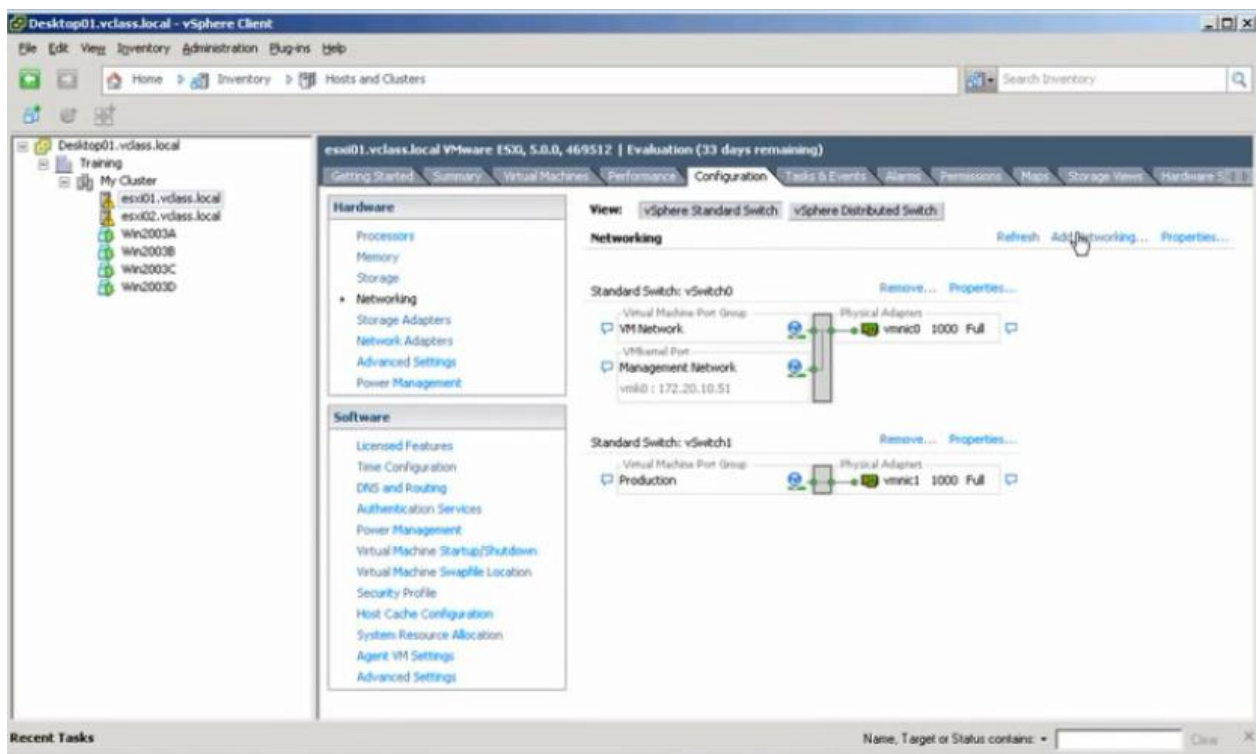 Desktop01.vclass.local - vSphere Client
File Edit View Inventory Administration Plug-ins Help
Home Inventory Hosts and Clusters
Search Inventory
Desktop01.vclass.local
Training
My Cluster
esxi01.vclass.local
esxi02.vclass.local
Win2003A
Win2003B
Win2003C
Win2003D
esxi01.vclass.local VMware ESXi, 5.0.0, 469512 | Evaluation (33 days remaining)
Getting Started Summary Virtual Machines Performance Configuration Tasks & Events Alarms Permissions Maps Storage Views Hardware S
Hardware
Processors
Memory
Storage
Networking
Storage Adapters
Network Adapters
Advanced Settings
Power Management
Software
Licensed Features
Time Configuration
DNS and Routing
Authentication Services
Power Management
Virtual Machine Startup/Shutdown
Virtual Machine Swapfile Location
Security Profile
Host Cache Configuration
System Resource Allocation
Agent VM Settings
Advanced Settings
View: vSphere Standard Switch vSphere Distributed Switch
Networking
Refresh Add Networking... Properties...
Standard Switch: vSwitch0 Remove... Properties...
Virtual Machine Port Group Physical Adapters
VM Network vmnic0 1000 Full
VMkernel Port
Management Network
vmk0 : 172.20.10.51
Standard Switch: vSwitch1 Remove... Properties...
Virtual Machine Port Group Physical Adapters
Production vmnic1 1000 Full
Recent Tasks
Name, Target or Status contains: Clear